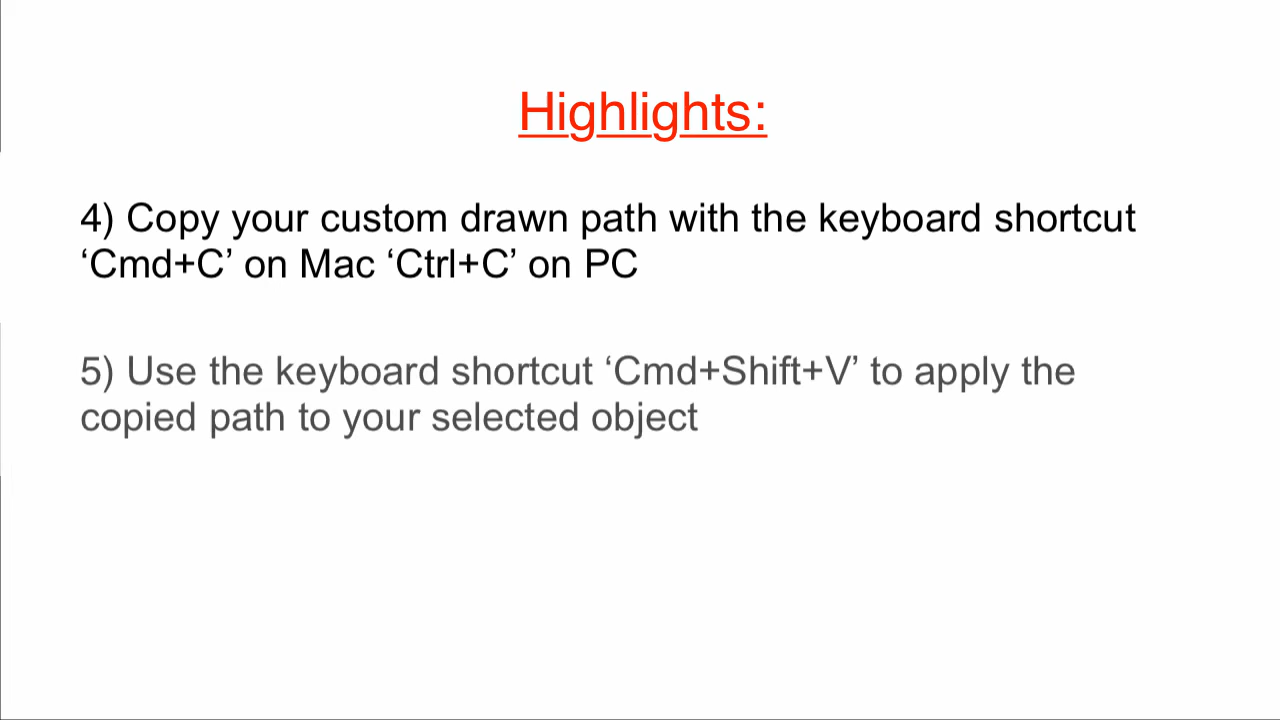 Highlights:
4) Copy your custom drawn path with the keyboard shortcut
‘Cmd+C’ on Mac ‘Ctrl+C’ on PC
5) Use the keyboard shortcut ‘Cmd+Shift+V’ to apply the
copied path to your selected object